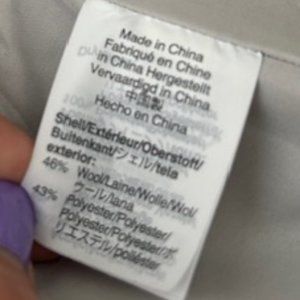 Made in China
Fabriqué en Chine
in China Hergestellt
Vervaardigd in China
中国製
Hecho en China
Shell/Extérieur/Oberstoff/
Buitenkant/シェル/tela
exterior:
46% Wool/Laine/Wolle/Wol/
ウール/lana
43% Polyester/Polyester/
Polyester/Polyester/ポ
リエステル/poliéster